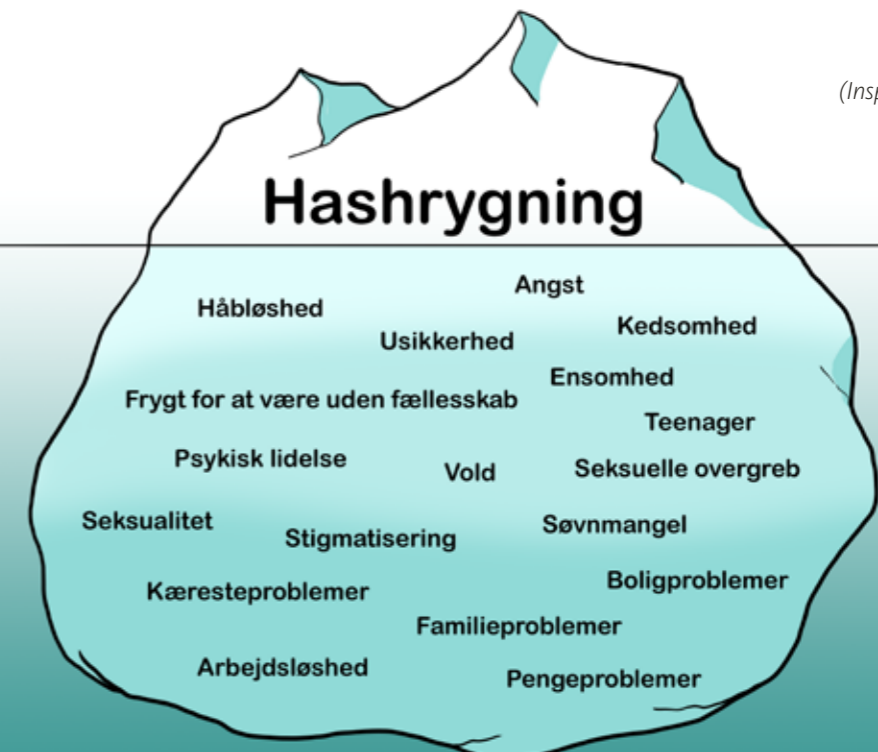 (Insp
Hashrygning
Angst
Håbløshed
Kedsomhed
Usikkerhed
Ensomhed
Frygt for at være uden fællesskab
Teenager
Psykisk lidelse
Vold
Seksuelle overgreb
Seksualitet
Søvnmangel
Stigmatisering
Boligproblemer
Kæresteproblemer
Familieproblemer
Arbejdsløshed
Pengeproblemer